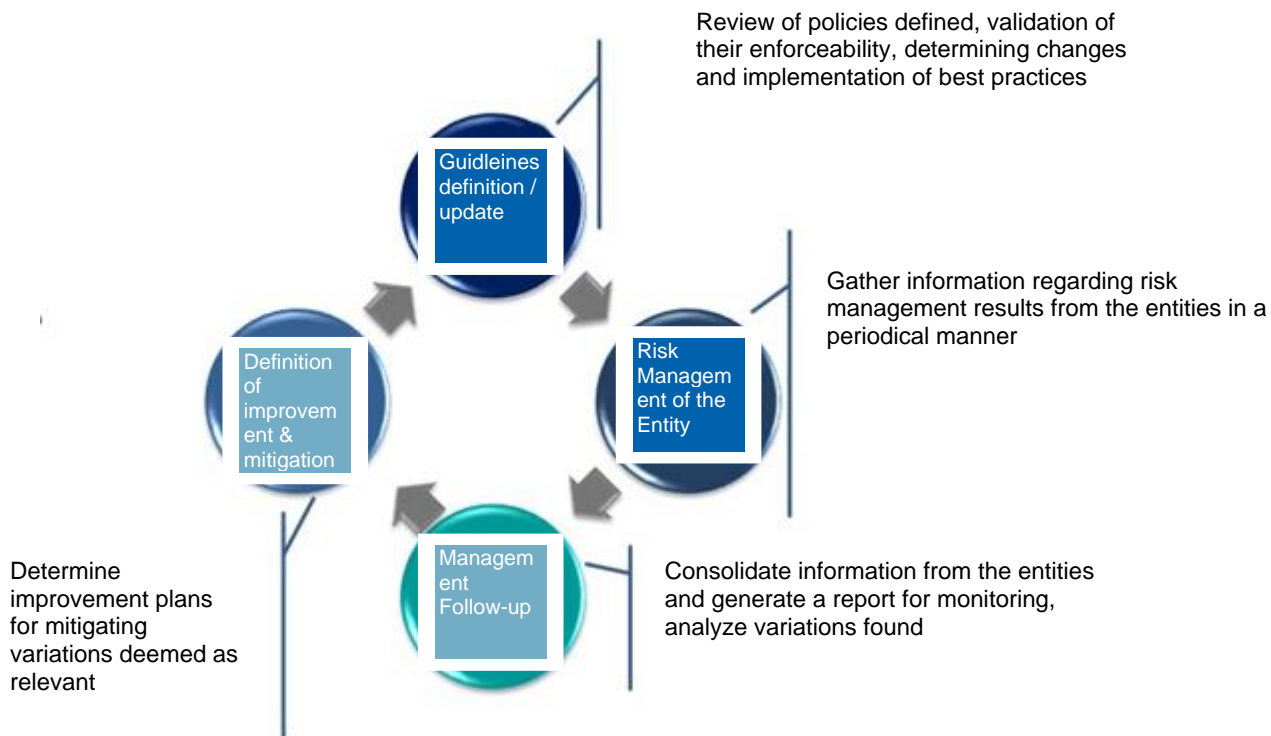 Review of policies defined, validation of
their enforceability, determining changes
and implementation of best practices
Guidleines
definition /
update
Gather information regarding risk
management results from the entities in a
periodical manner
Risk
Managem
ent of the
Entity
Definition
of
improvem
ent &
mitigation
Managem
ent
Follow-up
Consolidate information from the entities
and generate a report for monitoring,
analyze variations found
Determine
improvement plans
for mitigating
variations deemed as
relevant